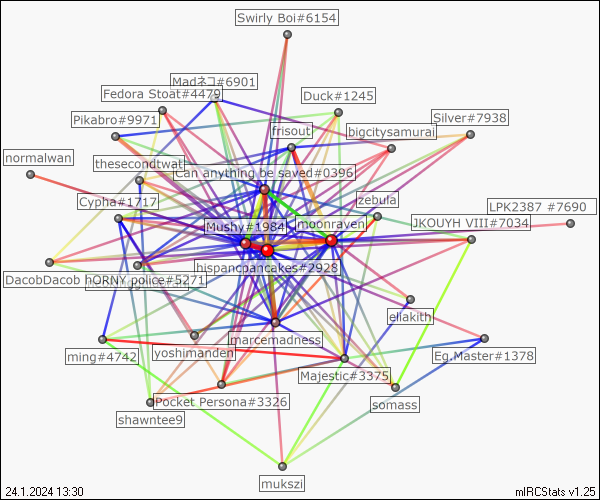 Swirly Boi#6154
Madネコ#6901
Fedora Stoat#4479
Duck#1245
Pikabro#9971
frisout
bigcitysamurai
Silver#7938
normalwan
thesecondtwat
Can anything be saved#0396
zebula
Cypha#1717
LPK2387 #7690
Mushy#1984
moonraven
JKOUYH VIII#7034
hispancpancakes#2928
DacobDacob
hORNY police#5271
eliakith
marcemadness
ming#4742
yoshimanden
Eg.Master#1378
Majestic#3375
Pocket Persona#3326
somass
shawntee9
mukszi
24.1.2024 13:30
mIRCStats v1.25